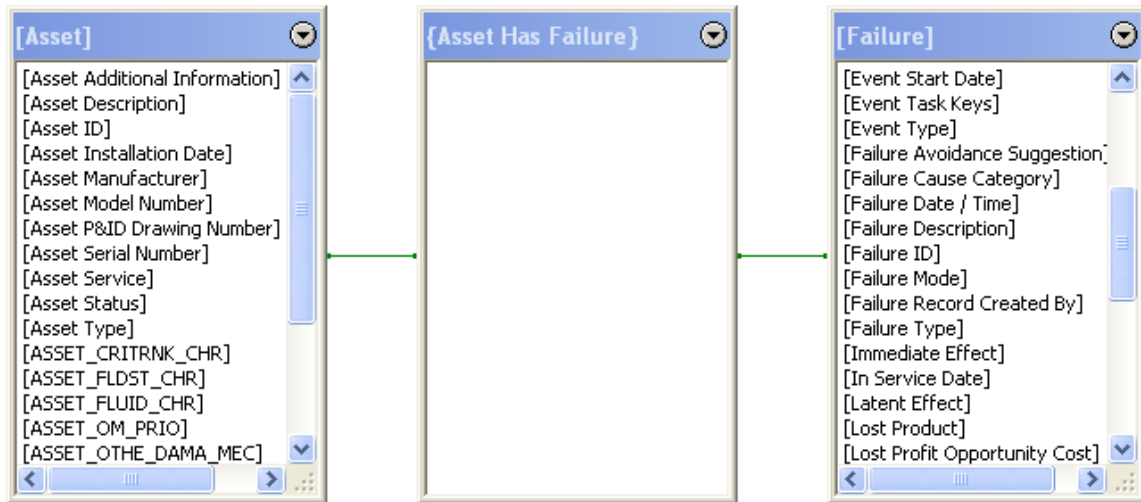 [Asset]
[Asset Additional Information]
[Asset Description]
[Asset ID]
[Asset Installation Date]
[Asset Manufacturer]
[Asset Model Number]
[Asset P&ID Drawing Number]
[Asset Serial Number]
[Asset Service]
[Asset Status]
[Asset Type]
[ASSET_CRITRNK_CHR]
[ASSET_FLDST_CHR]
[ASSET_FLUID_CHR]
[ASSET_OM_PRIO]
[ASSET_OTHE_DAMA_MEC]
{Asset Has Failure}
[Failure]
[Event Start Date]
[Event Task Keys]
[Event Type]
[Failure Avoidance Suggestion]
[Failure Cause Category]
[Failure Date / Time]
[Failure Description]
[Failure ID]
[Failure Mode]
[Failure Record Created By]
[Failure Type]
[Immediate Effect]
[In Service Date]
[Latent Effect]
[Lost Product]
[Lost Profit Opportunity Cost]